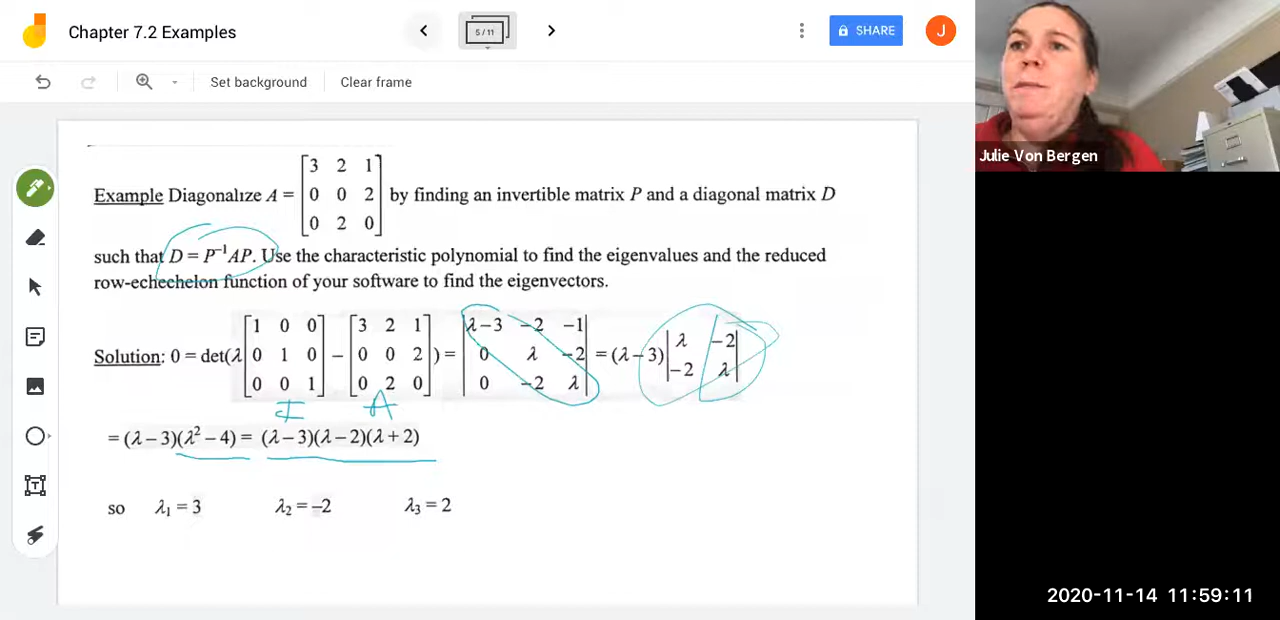 Chapter 7.2 Examples
5 / 11
SHARE
J
Set background
Clear frame
Julie Von Bergen
Example Diagonalize A = [3 2 1
0 0 2
0 2 0] by finding an invertible matrix P and a diagonal matrix D
such that D = P⁻¹AP. Use the characteristic polynomial to find the eigenvalues and the reduced
row-echechelon function of your software to find the eigenvectors.
Solution: 0 = det(λ[1 0 0
0 1 0
0 0 1] − [3 2 1
0 0 2
0 2 0]) = |λ−3 −2 −1
0 λ −2
0 −2 λ| = (λ−3)|λ −2
−2 λ|
I A
= (λ−3)(λ²−4) = (λ−3)(λ−2)(λ+2)
so λ₁ = 3 λ₂ = −2 λ₃ = 2
T
2020-11-14 11:59:11